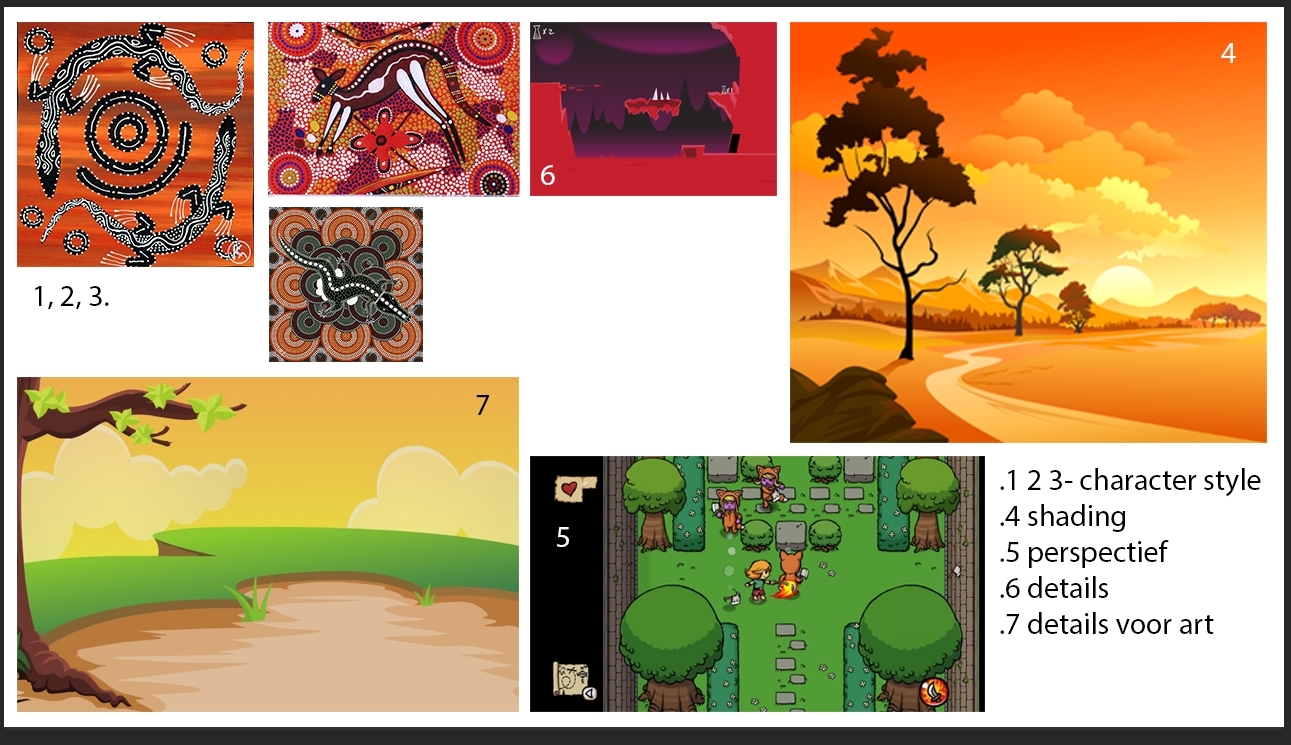 4
6
x2
1, 2, 3.
7
5
.1 2 3- character style
.4 shading
.5 perspectief
.6 details
.7 details voor art